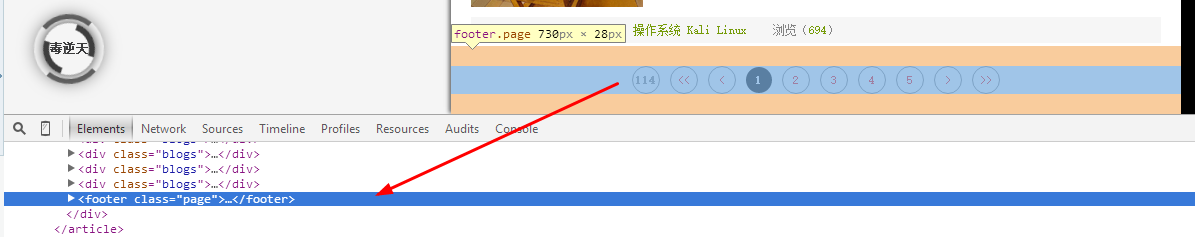 毒逆天
操作系统 Kali Linux 浏览（694）
footer.page 730px × 28px
114 << < 1 2 3 4 5 > >>
Elements Network Sources Timeline Profiles Resources Audits Console
▶<div class="blogs">…</div>
▶<div class="blogs">…</div>
▶<div class="blogs">…</div>
▶<footer class="page">…</footer>
</div>
</article>